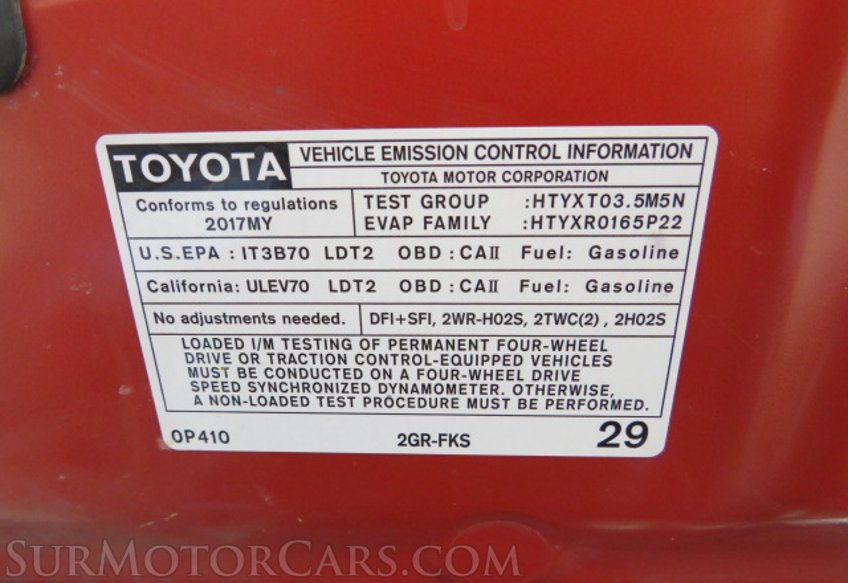 TOYOTA
VEHICLE EMISSION CONTROL INFORMATION
TOYOTA MOTOR CORPORATION
Conforms to regulations
2017MY
TEST GROUP :HTYXT03.5M5N
EVAP FAMILY :HTYXR0165P22
U.S.EPA : IT3B70 LDT2 OBD : CAⅡ Fuel: Gasoline
California: ULEV70 LDT2 OBD : CAⅡ Fuel: Gasoline
No adjustments needed.
DFI+SFI, 2WR-HO2S, 2TWC(2) , 2HO2S
LOADED I/M TESTING OF PERMANENT FOUR-WHEEL
DRIVE OR TRACTION CONTROL-EQUIPPED VEHICLES
MUST BE CONDUCTED ON A FOUR-WHEEL DRIVE
SPEED SYNCHRONIZED DYNAMOMETER. OTHERWISE,
A NON-LOADED TEST PROCEDURE MUST BE PERFORMED.
0P410 2GR-FKS 29
SURMOTORCARS.COM